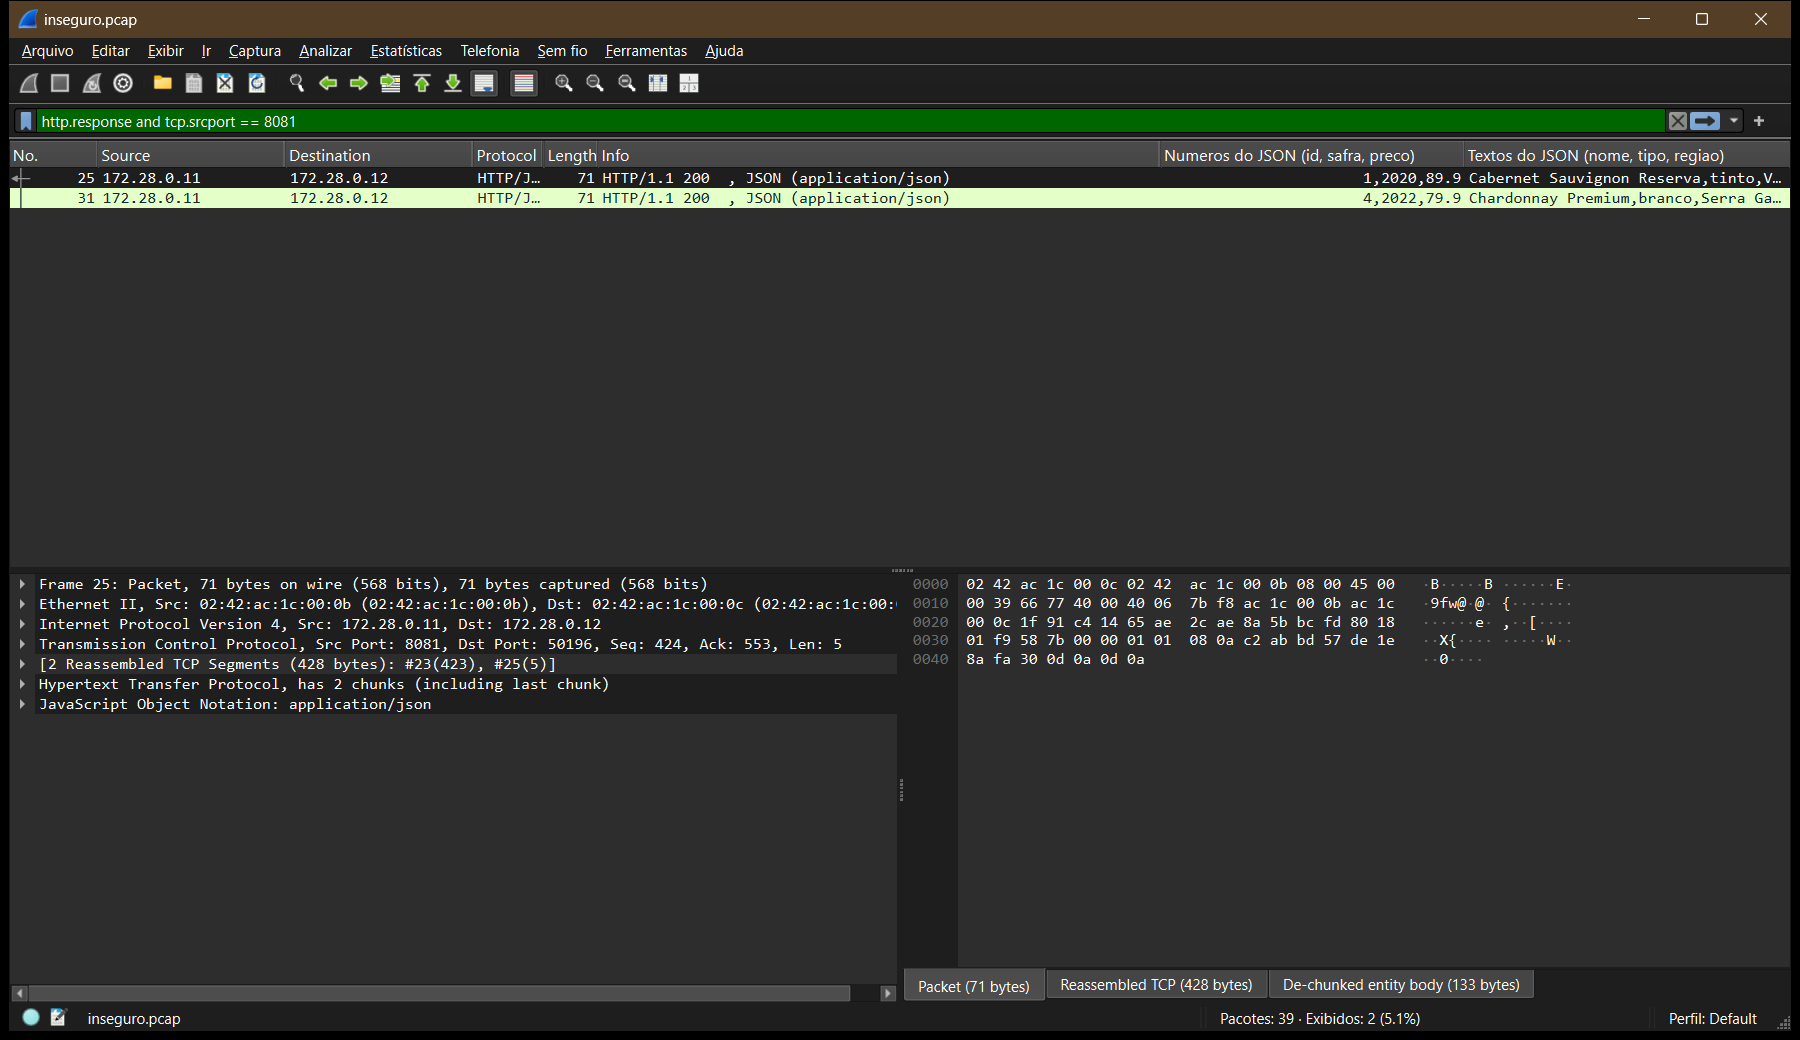 inseguro.pcap
Arquivo Editar Exibir Ir Captura Analizar Estatísticas Telefonia Sem fio Ferramentas Ajuda
http.response and tcp.srcport == 8081
No. Source Destination Protocol Length Info Numeros do JSON (id, safra, preco) Textos do JSON (nome, tipo, regiao)
25 172.28.0.11 172.28.0.12 HTTP/J… 71 HTTP/1.1 200 , JSON (application/json) 1,2020,89.9 Cabernet Sauvignon Reserva,tinto,V…
31 172.28.0.11 172.28.0.12 HTTP/J… 71 HTTP/1.1 200 , JSON (application/json) 4,2022,79.9 Chardonnay Premium,branco,Serra Ga…
Frame 25: Packet, 71 bytes on wire (568 bits), 71 bytes captured (568 bits)
Ethernet II, Src: 02:42:ac:1c:00:0b (02:42:ac:1c:00:0b), Dst: 02:42:ac:1c:00:0c (02:42:ac:1c:00:
Internet Protocol Version 4, Src: 172.28.0.11, Dst: 172.28.0.12
Transmission Control Protocol, Src Port: 8081, Dst Port: 50196, Seq: 424, Ack: 553, Len: 5
[2 Reassembled TCP Segments (428 bytes): #23(423), #25(5)]
Hypertext Transfer Protocol, has 2 chunks (including last chunk)
JavaScript Object Notation: application/json
0000 02 42 ac 1c 00 0c 02 42 ac 1c 00 0b 08 00 45 00 ·B·····B ······E·
0010 00 39 66 77 40 00 40 06 7b f8 ac 1c 00 0b ac 1c ·9fw@·@· {·······
0020 00 0c 1f 91 c4 14 65 ae 2c ae 8a 5b bc fd 80 18 ······e· ,··[····
0030 01 f9 58 7b 00 00 01 01 08 0a c2 ab bd 57 de 1e ··X{···· ·····W··
0040 8a fa 30 0d 0a 0d 0a ··0····
Packet (71 bytes) Reassembled TCP (428 bytes) De-chunked entity body (133 bytes)
inseguro.pcap Pacotes: 39 · Exibidos: 2 (5.1%) Perfil: Default